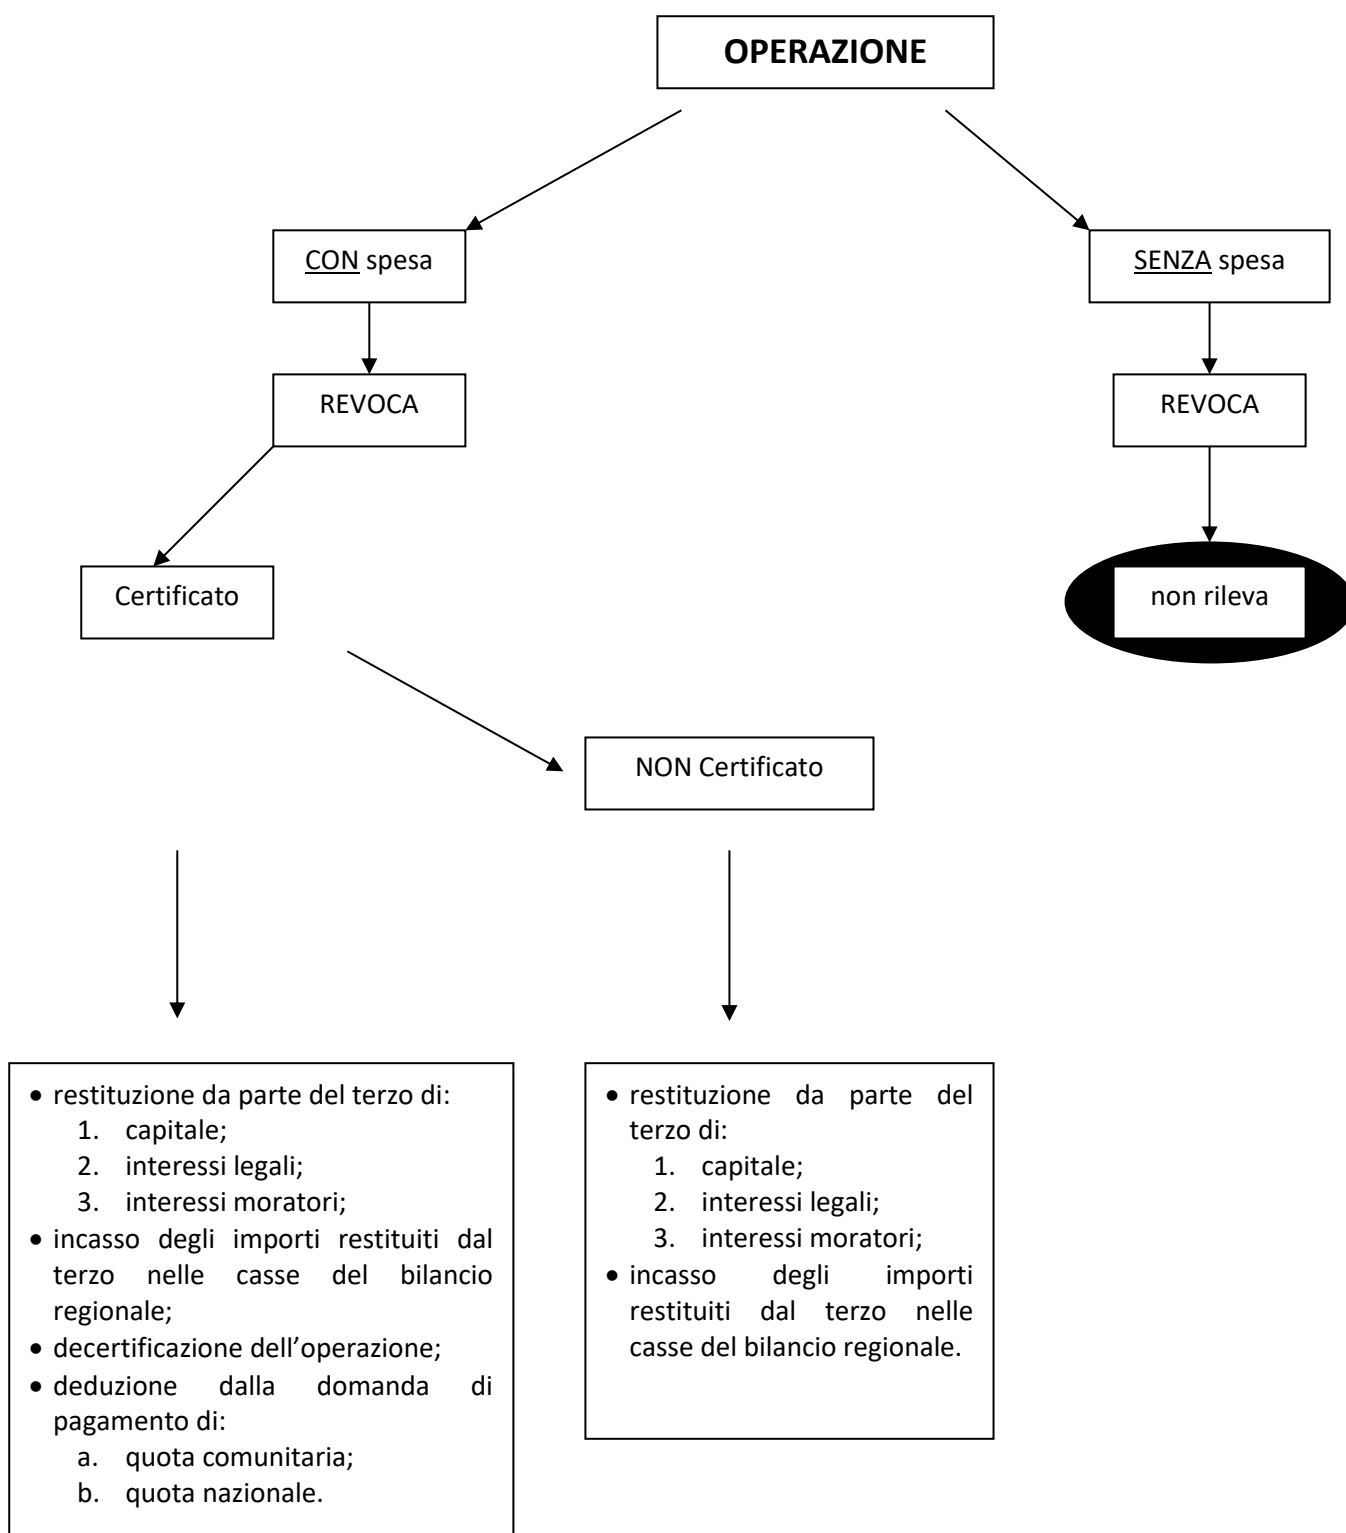 OPERAZIONE
CON spesa
SENZA spesa
REVOCA
REVOCA
Certificato
non rileva
NON Certificato
• restituzione da parte del terzo di:
1. capitale;
2. interessi legali;
3. interessi moratori;
• incasso degli importi restituiti dal
terzo nelle casse del bilancio
regionale;
• decertificazione dell’operazione;
• deduzione dalla domanda di
pagamento di:
a. quota comunitaria;
b. quota nazionale.
• restituzione da parte del
terzo di:
1. capitale;
2. interessi legali;
3. interessi moratori;
• incasso degli importi
restituiti dal terzo nelle
casse del bilancio regionale.